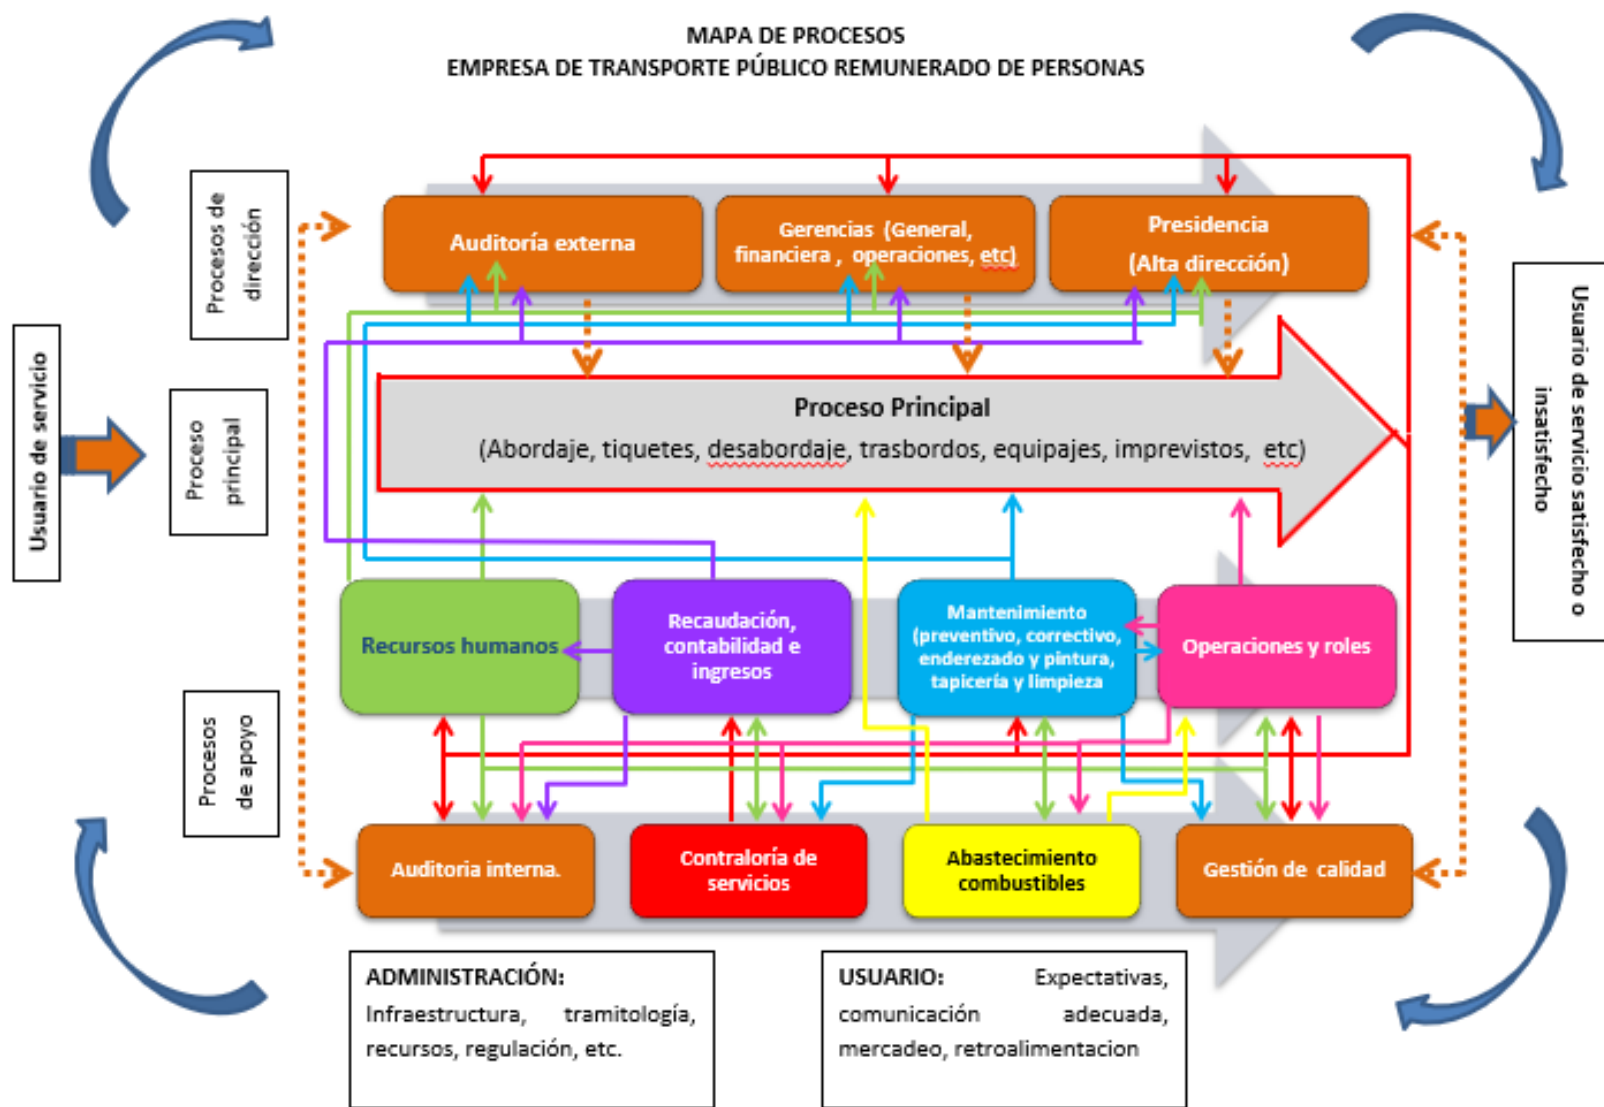 MAPA DE PROCESOS
EMPRESA DE TRANSPORTE PÚBLICO REMUNERADO DE PERSONAS
Procesos de
dirección
Auditoría externa
Gerencias (General,
financiera , operaciones, etc)
Presidencia
(Alta dirección)
Usuario de servicio
Proceso
principal
Proceso Principal
(Abordaje, tiquetes, desabordaje, trasbordos, equipajes, imprevistos, etc)
Usuario de servicio satisfecho o
insatisfecho
Procesos
de apoyo
Recursos humanos
Recaudación,
contabilidad e
ingresos
Mantenimiento
(preventivo, correctivo,
enderezado y pintura,
tapicería y limpieza
Operaciones y roles
Auditoria interna.
Contraloría de
servicios
Abastecimiento
combustibles
Gestión de calidad
ADMINISTRACIÓN:
Infraestructura, tramitología,
recursos, regulación, etc.
USUARIO: Expectativas,
comunicación adecuada,
mercadeo, retroalimentacion